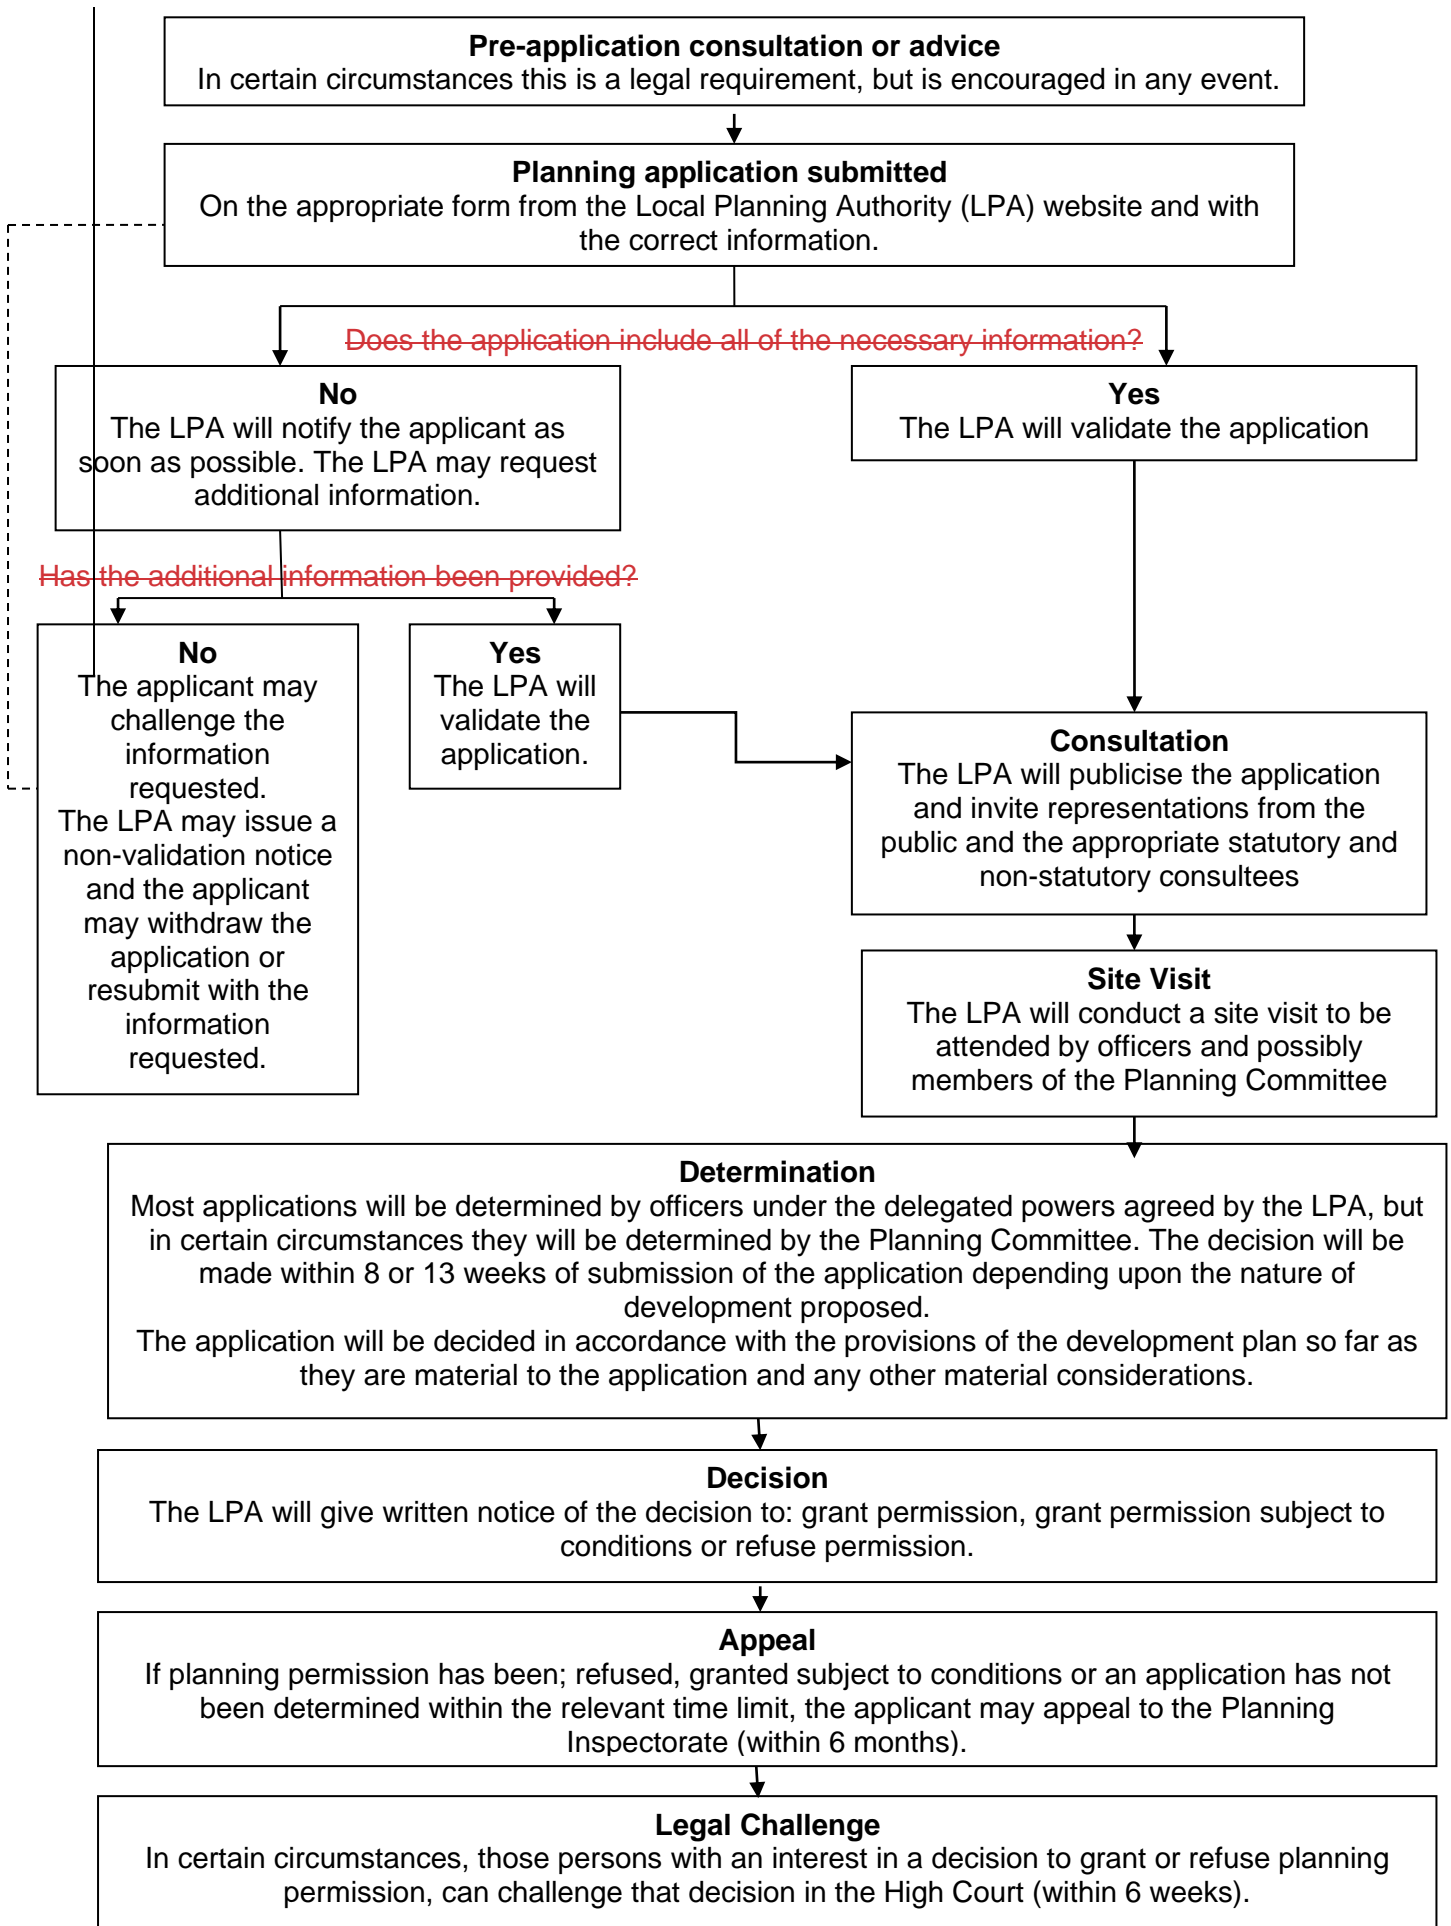 Pre-application consultation or advice
In certain circumstances this is a legal requirement, but is encouraged in any event.
Planning application submitted
On the appropriate form from the Local Planning Authority (LPA) website and with
the correct information.
Does the application include all of the necessary information?
No
The LPA will notify the applicant as
soon as possible. The LPA may request
additional information.
Yes
The LPA will validate the application
Has the additional information been provided?
No
The applicant may
challenge the
information
requested.
The LPA may issue a
non-validation notice
and the applicant
may withdraw the
application or
resubmit with the
information
requested.
Yes
The LPA will
validate the
application.
Consultation
The LPA will publicise the application
and invite representations from the
public and the appropriate statutory and
non-statutory consultees
Site Visit
The LPA will conduct a site visit to be
attended by officers and possibly
members of the Planning Committee
Determination
Most applications will be determined by officers under the delegated powers agreed by the LPA, but
in certain circumstances they will be determined by the Planning Committee. The decision will be
made within 8 or 13 weeks of submission of the application depending upon the nature of
development proposed.
The application will be decided in accordance with the provisions of the development plan so far as
they are material to the application and any other material considerations.
Decision
The LPA will give written notice of the decision to: grant permission, grant permission subject to
conditions or refuse permission.
Appeal
If planning permission has been; refused, granted subject to conditions or an application has not
been determined within the relevant time limit, the applicant may appeal to the Planning
Inspectorate (within 6 months).
Legal Challenge
In certain circumstances, those persons with an interest in a decision to grant or refuse planning
permission, can challenge that decision in the High Court (within 6 weeks).